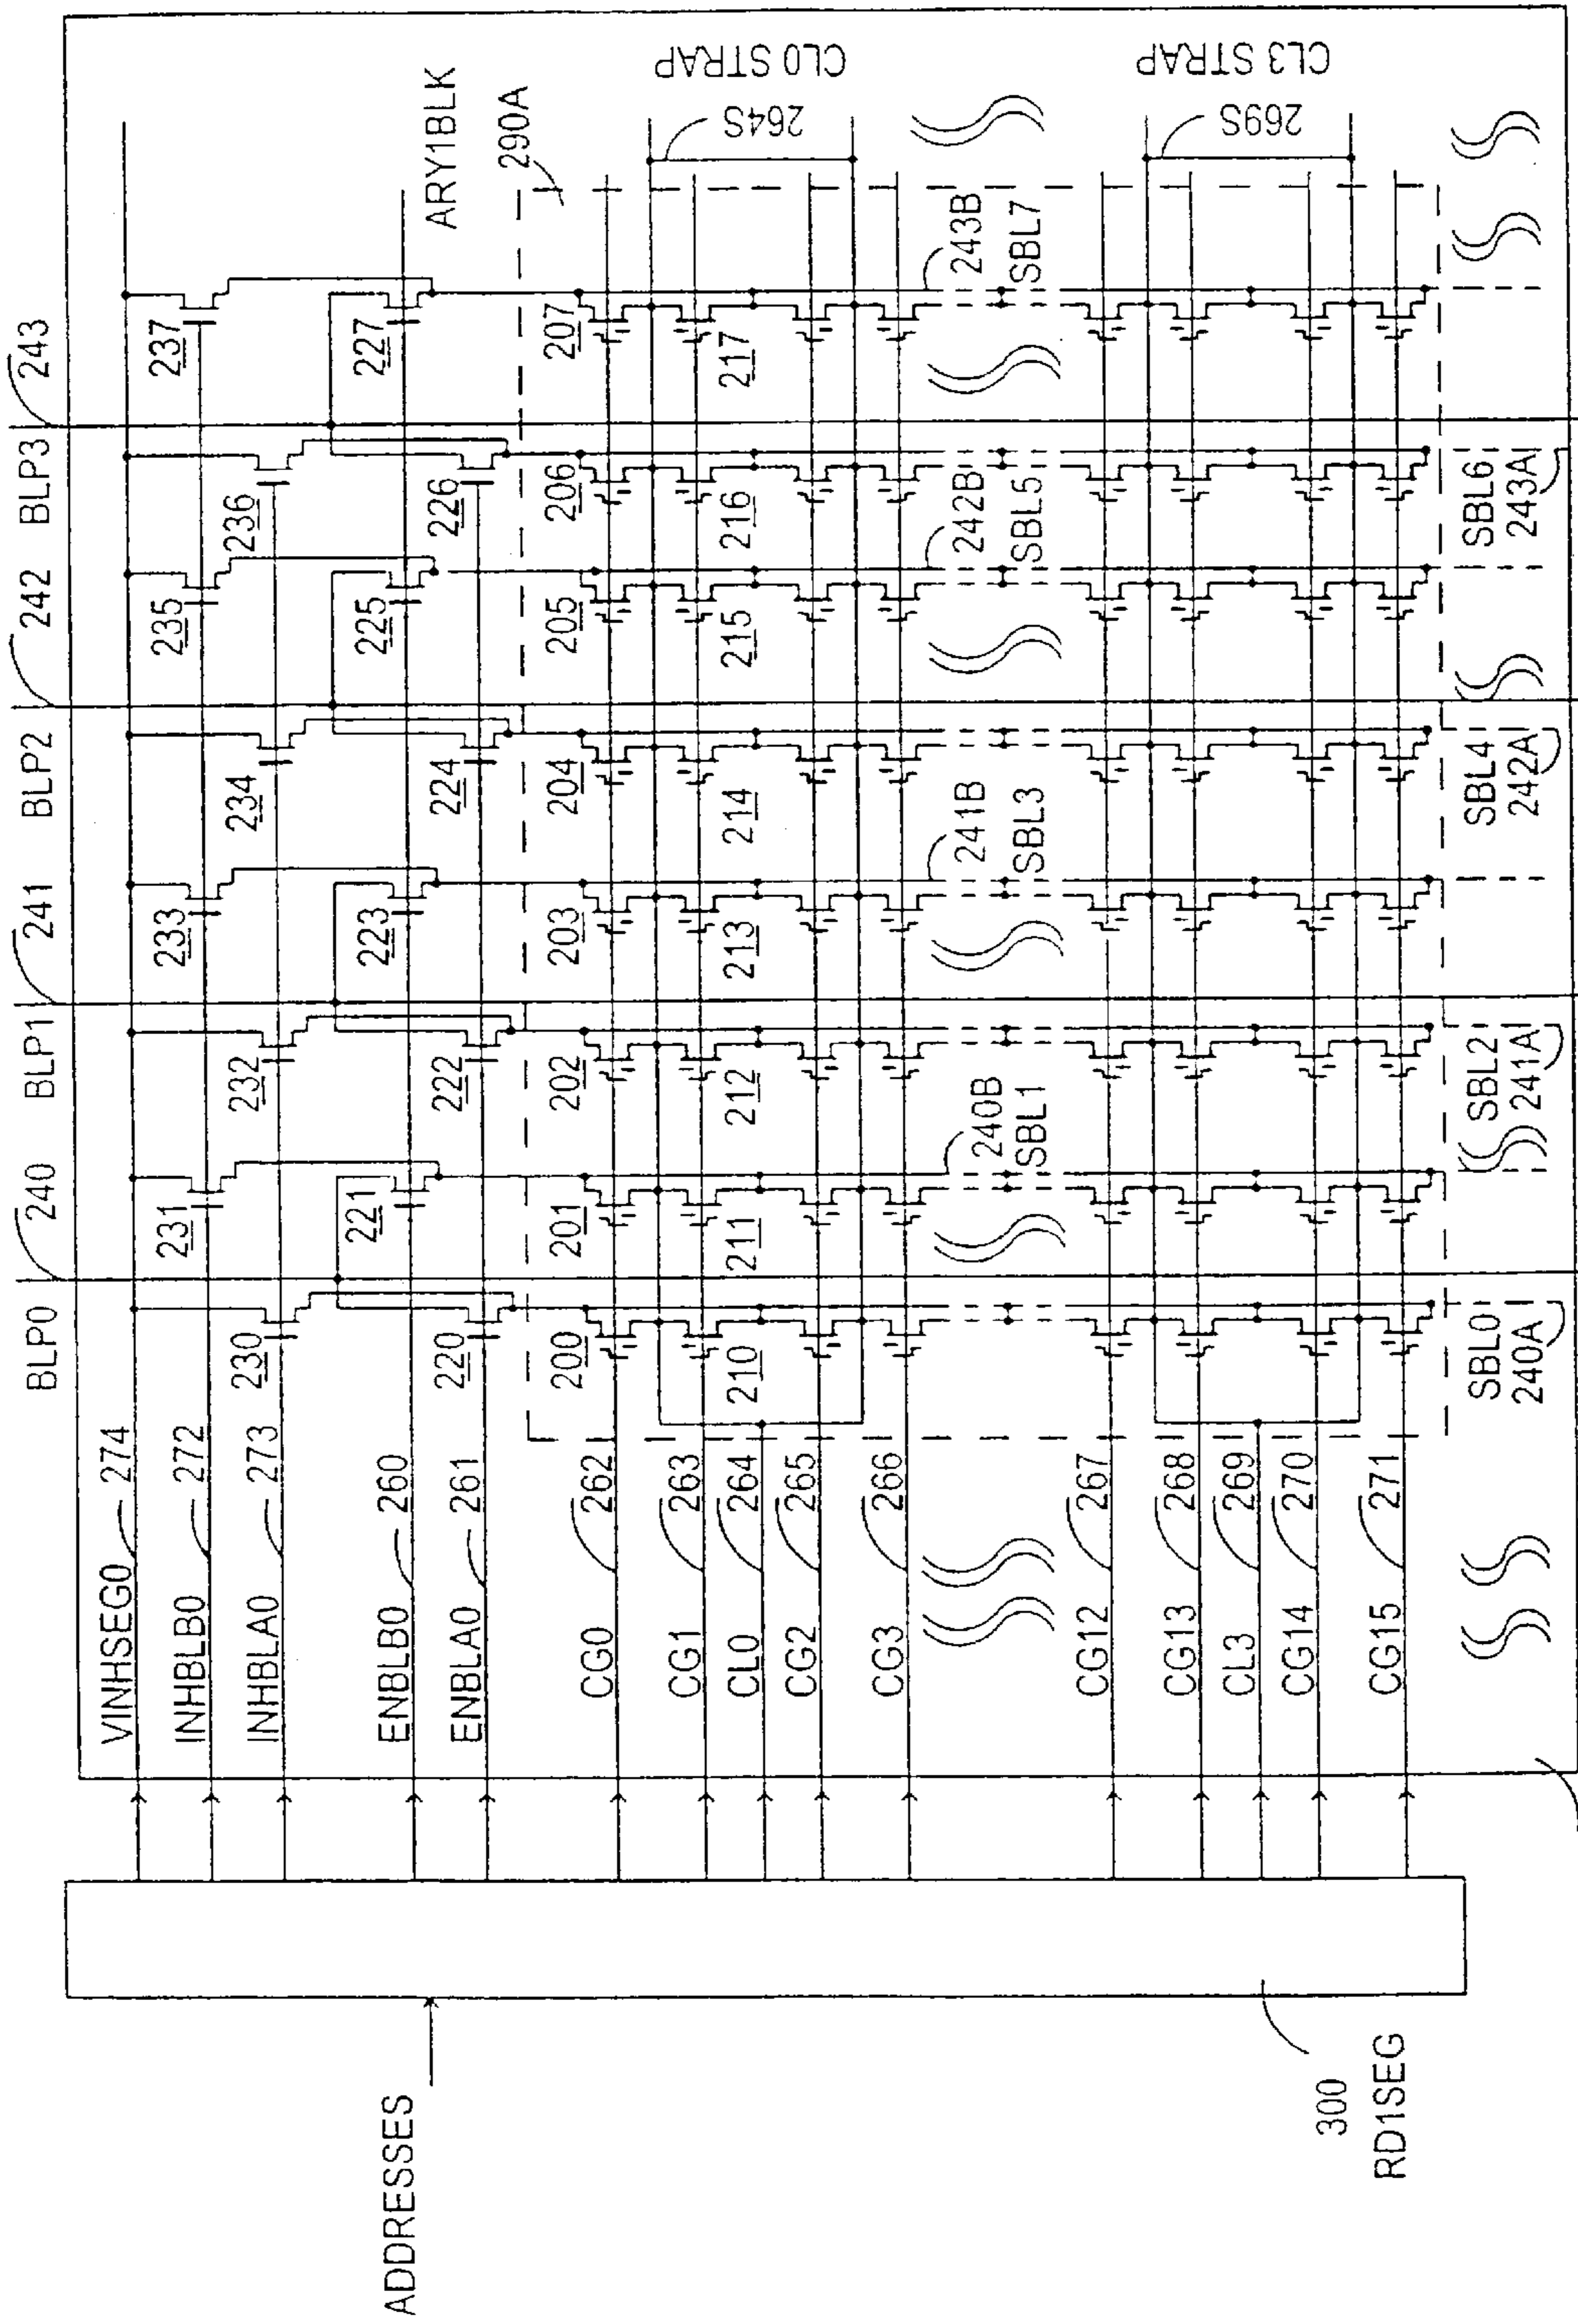 BLP0 240 BLP1 241 BLP2 242 BLP3 243
VINHSEG0 274
INHBLB0 272
INHBLA0 273
ENBLB0 260
ENBLA0 261
231 233 235 237
230 232 234 236
221 223 225 227
220 222 224 226
ARY1BLK
290A
200 201 202 203 204 205 206 207
CG0 262
CG1 263
CL0 264
CG2 265
CG3 266
210 211 212 213 214 215 216 217
264S
CL0 STRAP
240B
SBL1
241B
SBL3
242B
SBL5
243B
SBL7
CG12 267
CG13 268
CL3 269
CG14 270
CG15 271
269S
CL3 STRAP
SBL0
240A
SBL2
241A
SBL4
242A
SBL6
243A
ADDRESSES
300
RD1SEG